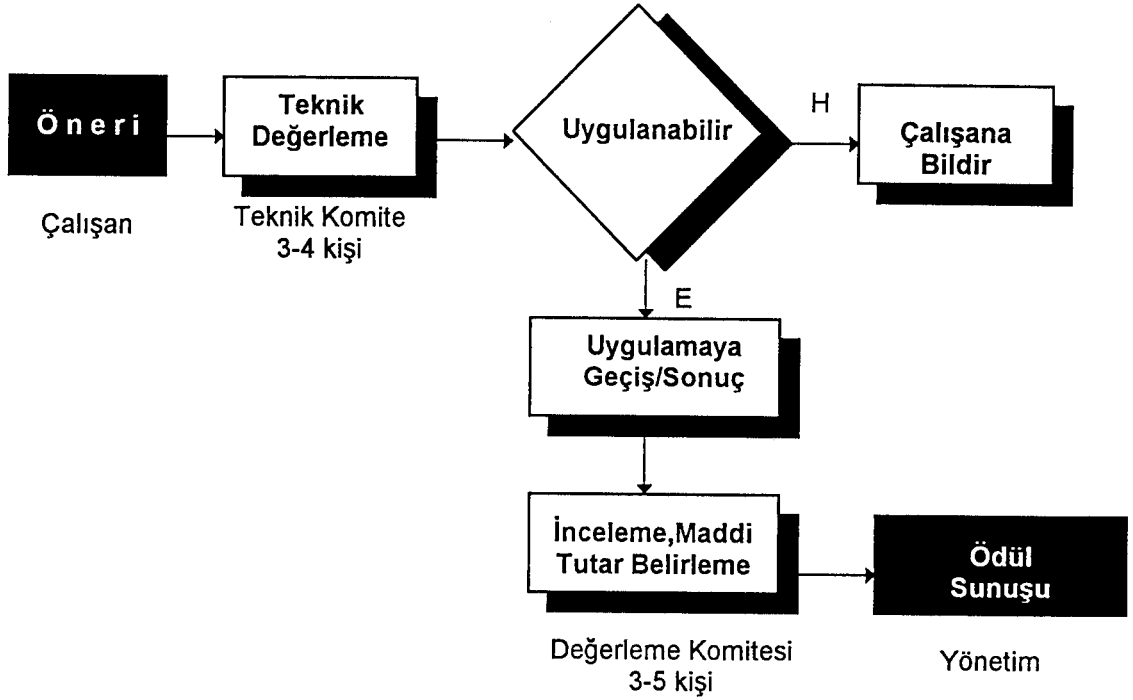 Öneri
Çalışan
Teknik
Değerleme
Teknik Komite
3-4 kişi
Uygulanabilir
H
Çalışana
Bildir
E
Uygulamaya
Geçiş/Sonuç
İnceleme,Maddi
Tutar Belirleme
Değerleme Komitesi
3-5 kişi
Ödül
Sunuşu
Yönetim